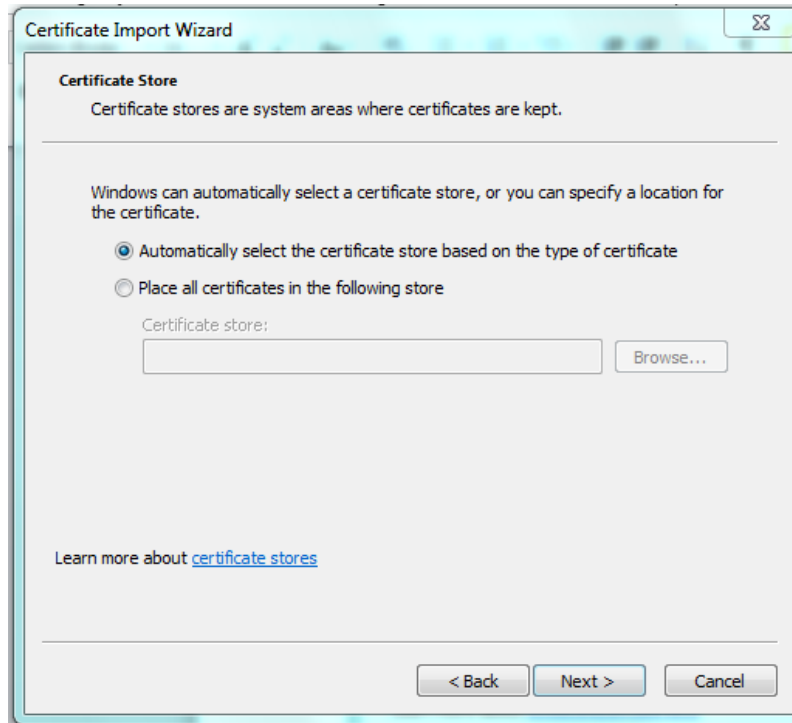 Certificate Import Wizard
Certificate Store
Certificate stores are system areas where certificates are kept.
Windows can automatically select a certificate store, or you can specify a location for
the certificate.
Automatically select the certificate store based on the type of certificate
Place all certificates in the following store
Certificate store:
Browse...
Learn more about certificate stores
< Back Next > Cancel